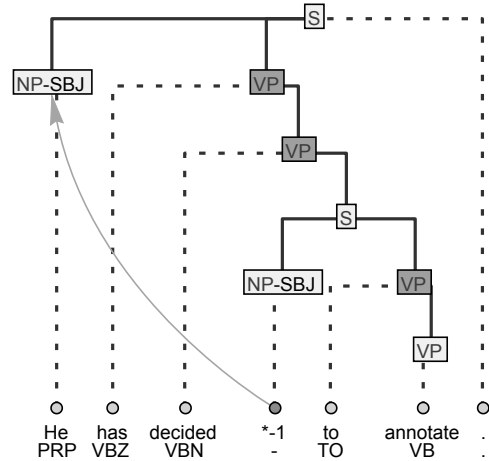 S
NP-SBJ VP
VP
S
NP-SBJ VP
VP
He has decided *-1 to annotate .
PRP VBZ VBN - TO VB .